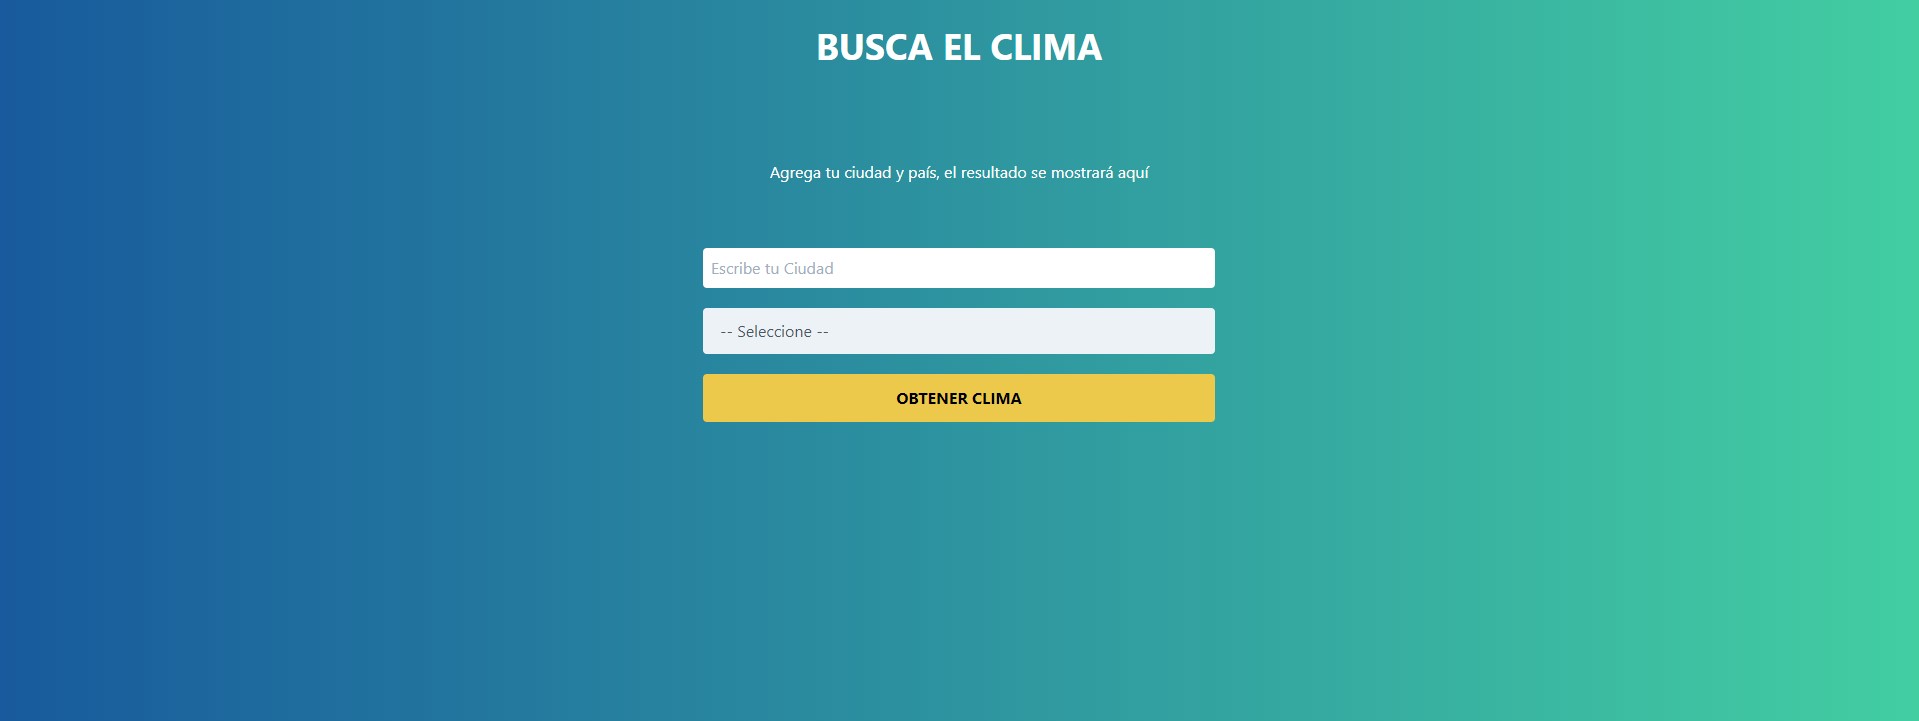 BUSCA EL CLIMA
Agrega tu ciudad y país, el resultado se mostrará aquí
Escribe tu Ciudad
-- Seleccione --
OBTENER CLIMA